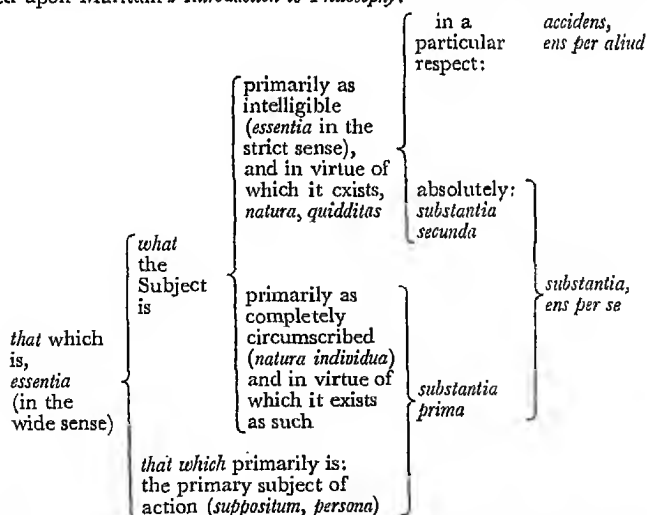 upon Maritain's Introduction to Philosophy.
in a
particular
respect:
accidens,
ens per aliud
primarily as
intelligible
(essentia in the
strict sense),
and in virtue of
which it exists,
natura, quidditas
absolutely:
substantia
secunda
what
the
Subject
is
primarily as
completely
circumscribed
(natura individua)
and in virtue of
which it exists
as such
substantia,
ens per se
that which
is,
essentia
(in the
wide sense)
substantia
prima
that which primarily is:
the primary subject of
action (suppositum, persona)